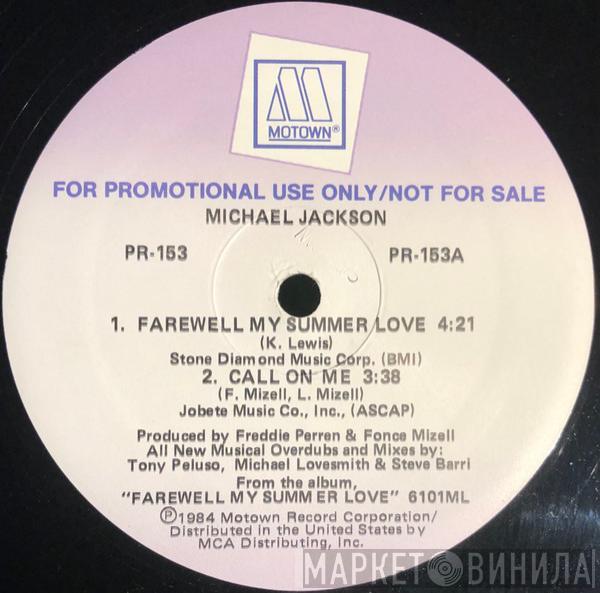 MOTOWN®
FOR PROMOTIONAL USE ONLY/NOT FOR SALE
MICHAEL JACKSON
PR-153
PR-153A
1. FAREWELL MY SUMMER LOVE 4:21
(K. Lewis)
Stone Diamond Music Corp. (BMI)
2. CALL ON ME 3:38
(F. Mizell, L. Mizell)
Jobete Music Co., Inc., (ASCAP)
Produced by Freddie Perren & Fonce Mizell
All New Musical Overdubs and Mixes by:
Tony Peluso, Michael Lovesmith & Steve Barri
From the album,
"FAREWELL MY SUMMER LOVE" 6101ML
℗1984 Motown Record Corporation/
Distributed in the United States by
MCA Distributing, Inc.
МАРКЕТ ВИНИЛА